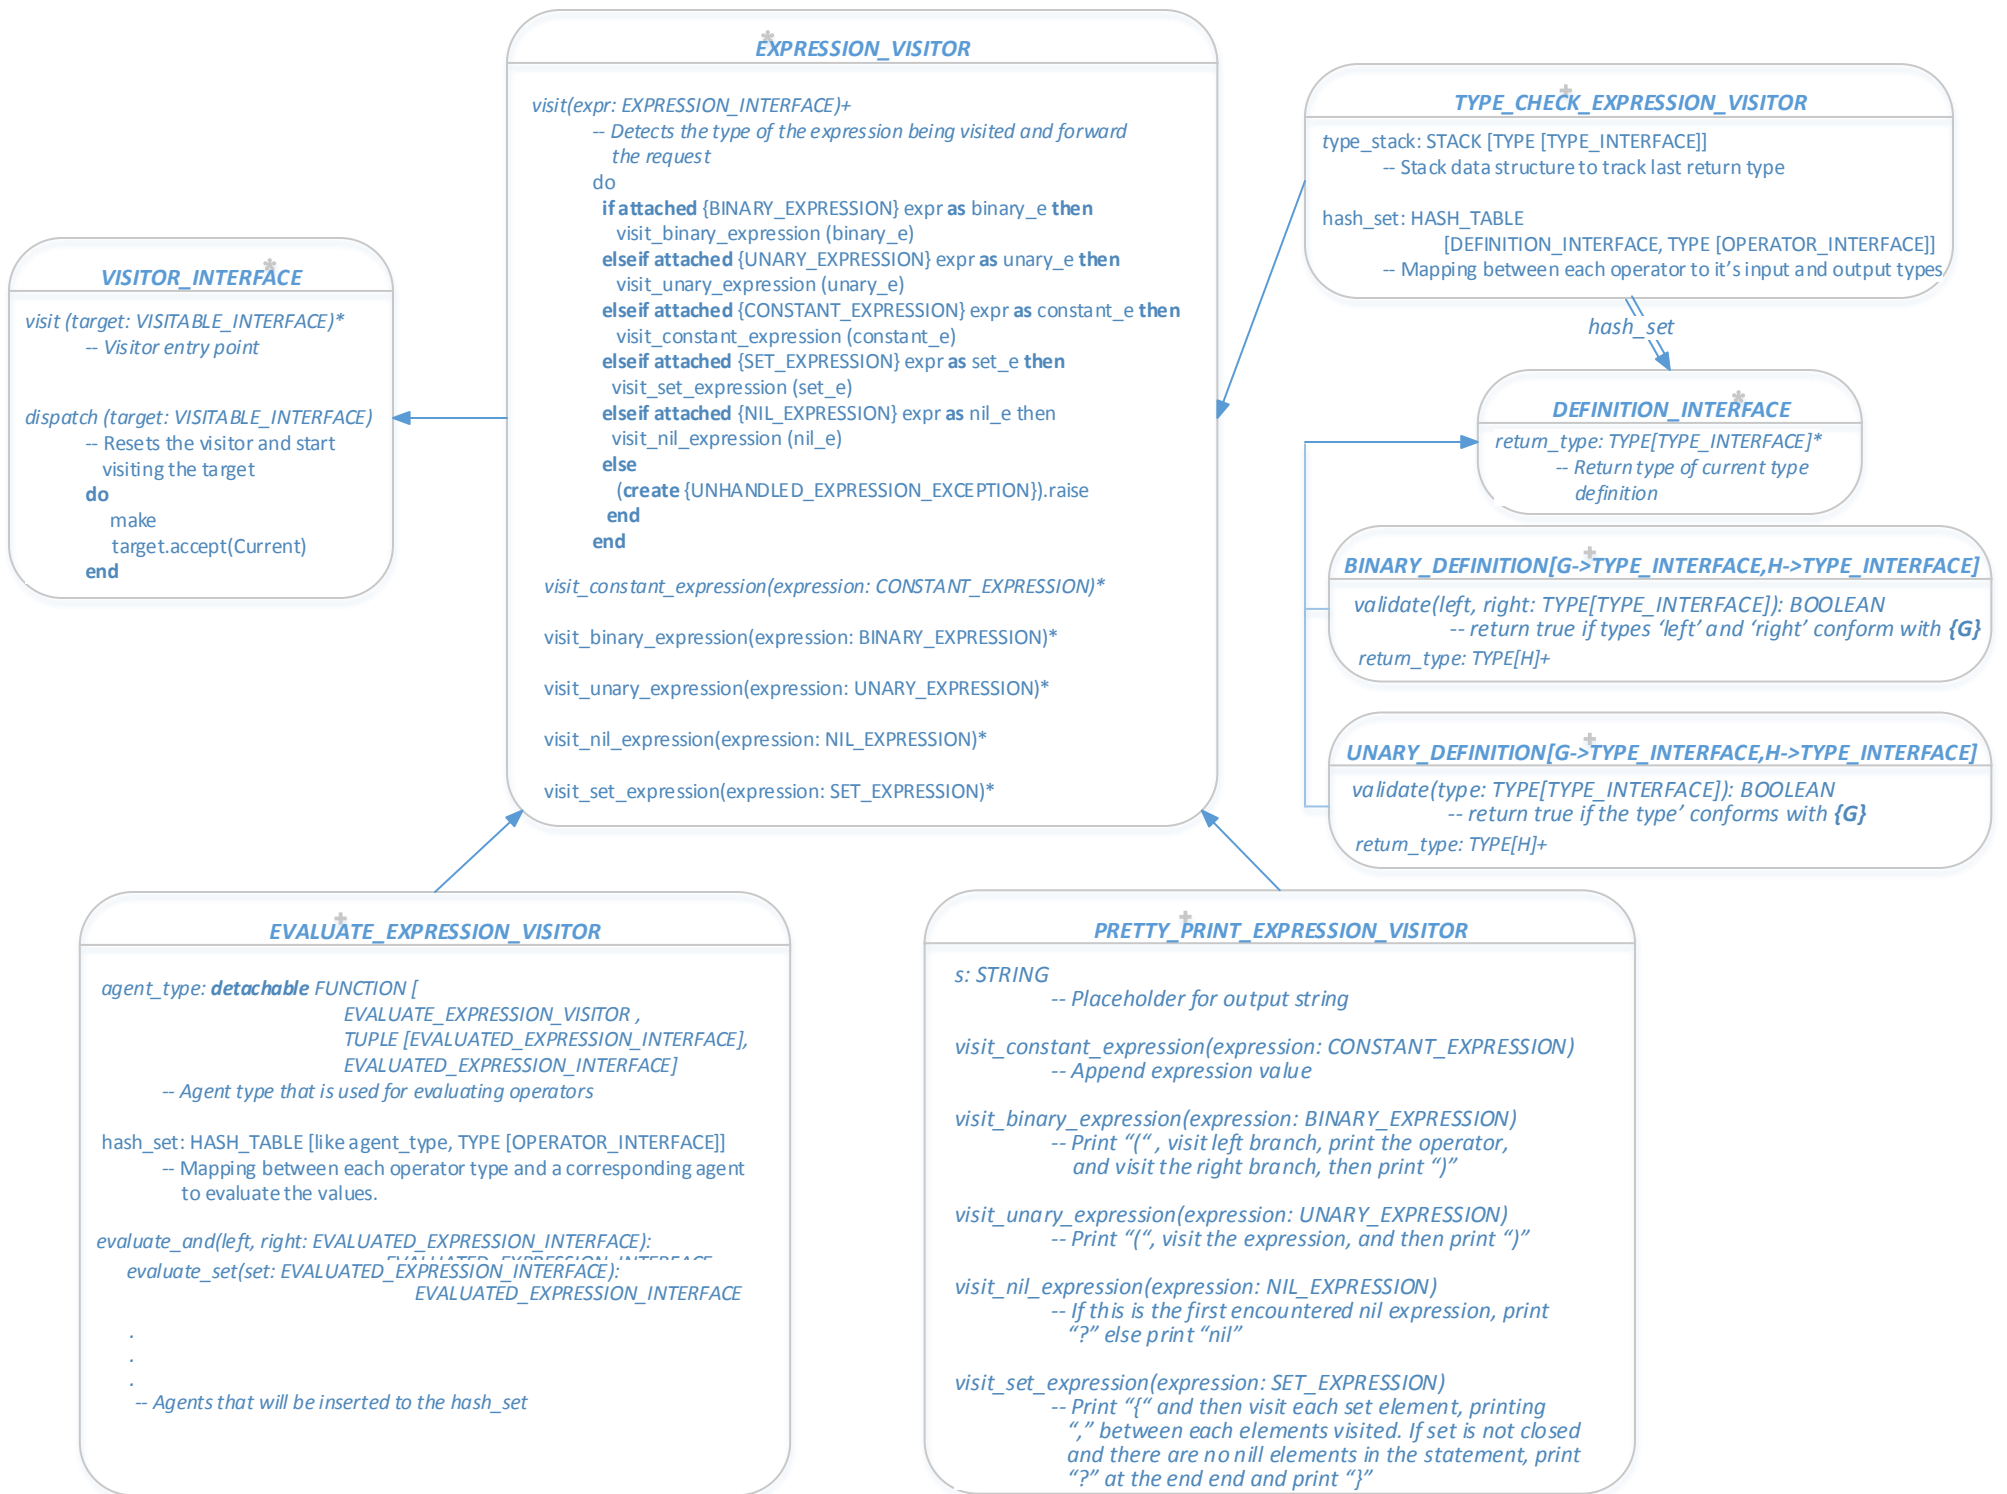 *
EXPRESSION_VISITOR
visit(expr: EXPRESSION_INTERFACE)+
-- Detects the type of the expression being visited and forward
the request
do
if attached {BINARY_EXPRESSION} expr as binary_e then
visit_binary_expression (binary_e)
elseif attached {UNARY_EXPRESSION} expr as unary_e then
visit_unary_expression (unary_e)
elseif attached {CONSTANT_EXPRESSION} expr as constant_e then
visit_constant_expression (constant_e)
elseif attached {SET_EXPRESSION} expr as set_e then
visit_set_expression (set_e)
elseif attached {NIL_EXPRESSION} expr as nil_e then
visit_nil_expression (nil_e)
else
(create {UNHANDLED_EXPRESSION_EXCEPTION}).raise
end
end
visit_constant_expression(expression: CONSTANT_EXPRESSION)*
visit_binary_expression(expression: BINARY_EXPRESSION)*
visit_unary_expression(expression: UNARY_EXPRESSION)*
visit_nil_expression(expression: NIL_EXPRESSION)*
visit_set_expression(expression: SET_EXPRESSION)*
*
VISITOR_INTERFACE
visit (target: VISITABLE_INTERFACE)*
-- Visitor entry point
dispatch (target: VISITABLE_INTERFACE)
-- Resets the visitor and start
visiting the target
do
make
target.accept(Current)
end
+
TYPE_CHECK_EXPRESSION_VISITOR
type_stack: STACK [TYPE [TYPE_INTERFACE]]
-- Stack data structure to track last return type
hash_set: HASH_TABLE
[DEFINITION_INTERFACE, TYPE [OPERATOR_INTERFACE]]
-- Mapping between each operator to it’s input and output types
hash_set
*
DEFINITION_INTERFACE
return_type: TYPE[TYPE_INTERFACE]*
-- Return type of current type
definition
+
BINARY_DEFINITION[G->TYPE_INTERFACE,H->TYPE_INTERFACE]
validate(left, right: TYPE[TYPE_INTERFACE]): BOOLEAN
-- return true if types ‘left’ and ‘right’ conform with {G}
return_type: TYPE[H]+
+
UNARY_DEFINITION[G->TYPE_INTERFACE,H->TYPE_INTERFACE]
validate(type: TYPE[TYPE_INTERFACE]): BOOLEAN
-- return true if the type’ conforms with {G}
return_type: TYPE[H]+
+
EVALUATE_EXPRESSION_VISITOR
agent_type: detachable FUNCTION [
EVALUATE_EXPRESSION_VISITOR ,
TUPLE [EVALUATED_EXPRESSION_INTERFACE],
EVALUATED_EXPRESSION_INTERFACE]
-- Agent type that is used for evaluating operators
hash_set: HASH_TABLE [like agent_type, TYPE [OPERATOR_INTERFACE]]
-- Mapping between each operator type and a corresponding agent
to evaluate the values.
evaluate_and(left, right: EVALUATED_EXPRESSION_INTERFACE):
evaluate_set(set: EVALUATED_EXPRESSION_INTERFACE):
EVALUATED_EXPRESSION_INTERFACE
.
.
.
-- Agents that will be inserted to the hash_set
+
PRETTY_PRINT_EXPRESSION_VISITOR
s: STRING
-- Placeholder for output string
visit_constant_expression(expression: CONSTANT_EXPRESSION)
-- Append expression value
visit_binary_expression(expression: BINARY_EXPRESSION)
-- Print “(“ , visit left branch, print the operator,
and visit the right branch, then print “)”
visit_unary_expression(expression: UNARY_EXPRESSION)
-- Print “(“, visit the expression, and then print “)”
visit_nil_expression(expression: NIL_EXPRESSION)
-- If this is the first encountered nil expression, print
“?” else print “nil”
visit_set_expression(expression: SET_EXPRESSION)
-- Print “{“ and then visit each set element, printing
“,” between each elements visited. If set is not closed
and there are no nill elements in the statement, print
“?” at the end end and print “}”